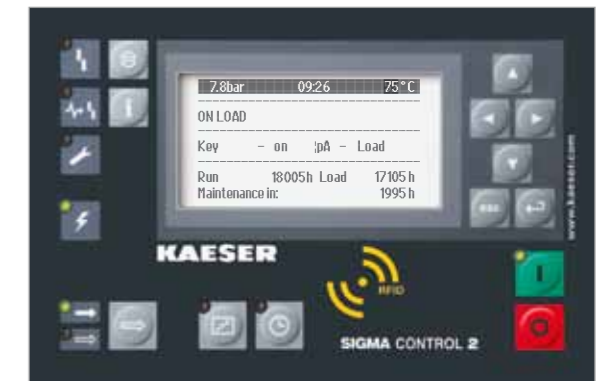 7.8bar 09:26 75°C
ON LOAD
Key - on ¦pA - Load
Run 18005h Load 17105h
Maintenance in: 1995h
esc
www.kaeser.com
KAESER
RFID
I
SIGMA CONTROL 2
O